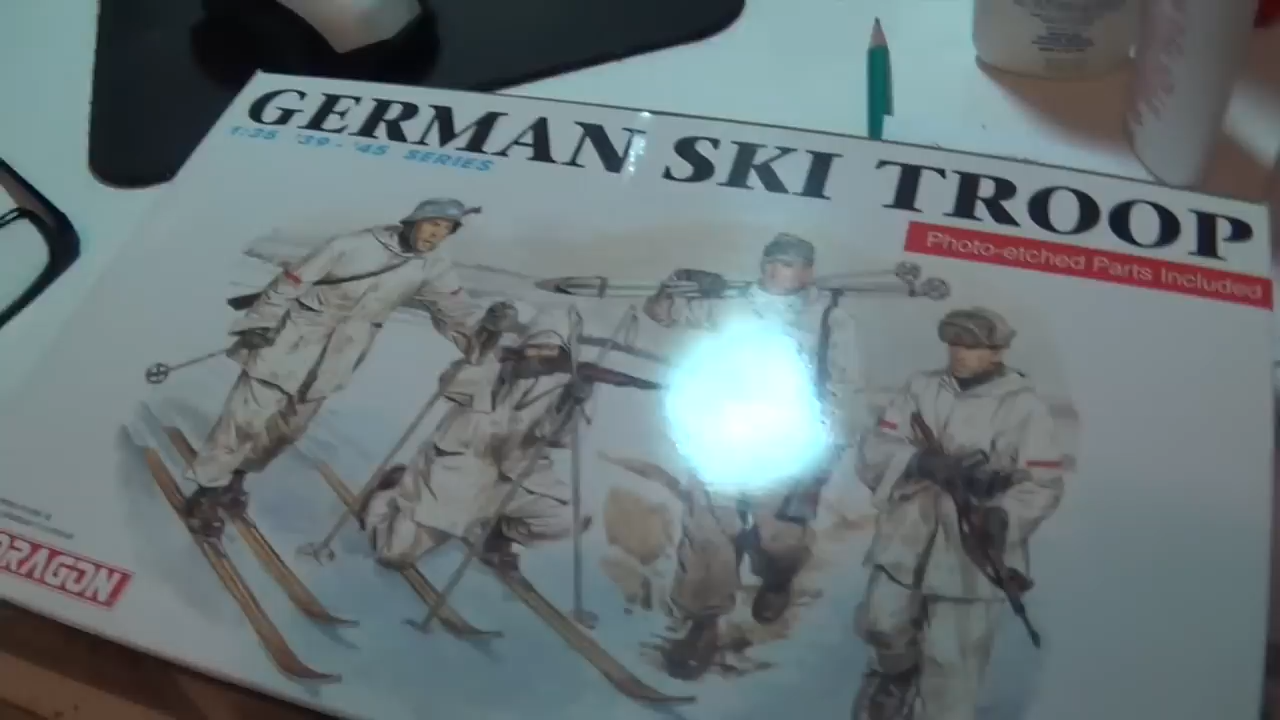 GERMAN SKI TROOP
1:35 '39-'45 SERIES
Photo-etched Parts Included
DRAGON